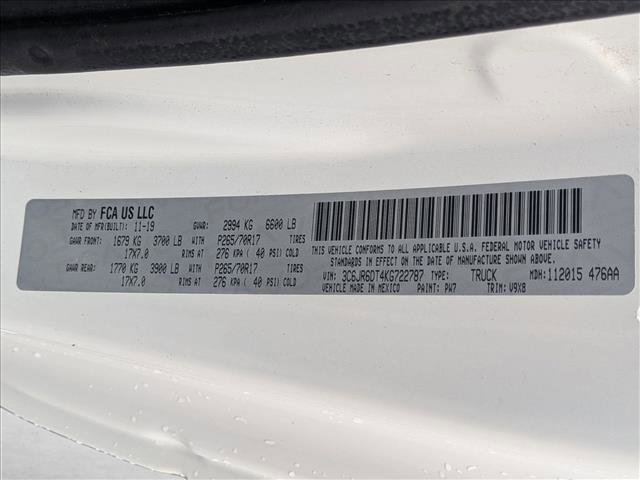 MFD BY FCA US LLC
DATE OF MFR(BUILT): 11-19 GVWR: 2994 KG 6600 LB
GAWR FRONT: 1679 KG 3700 LB WITH P265/70R17 TIRES
17X7.0 RIMS AT 276 KPA ( 40 PSI) COLD
GAWR REAR: 1770 KG 3900 LB WITH P265/70R17 TIRES
17X7.0 RIMS AT 276 KPA ( 40 PSI) COLD
THIS VEHICLE CONFORMS TO ALL APPLICABLE U.S.A. FEDERAL MOTOR VEHICLE SAFETY
STANDARDS IN EFFECT ON THE DATE OF MANUFACTURE SHOWN ABOVE.
VIN: 3C6JR6DT4KG722787 TYPE: TRUCK MDH: 112015 476AA
VEHICLE MADE IN MEXICO PAINT: PW7 TRIM: V9X8